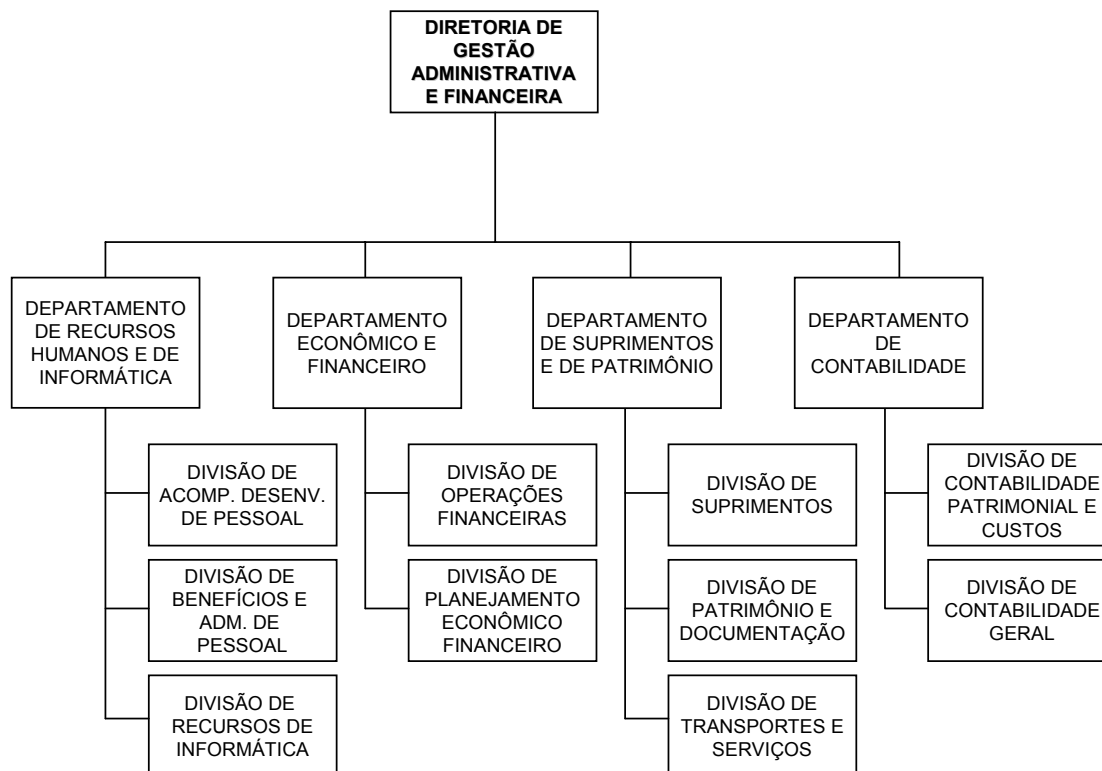 DIRETORIA DE
GESTÃO
ADMINISTRATIVA
E FINANCEIRA
DEPARTAMENTO
DE RECURSOS
HUMANOS E DE
INFORMÁTICA
DEPARTAMENTO
ECONÔMICO E
FINANCEIRO
DEPARTAMENTO
DE SUPRIMENTOS
E DE PATRIMÔNIO
DEPARTAMENTO
DE
CONTABILIDADE
DIVISÃO DE
ACOMP. DESENV.
DE PESSOAL
DIVISÃO DE
OPERAÇÕES
FINANCEIRAS
DIVISÃO DE
SUPRIMENTOS
DIVISÃO DE
CONTABILIDADE
PATRIMONIAL E
CUSTOS
DIVISÃO DE
BENEFÍCIOS E
ADM. DE
PESSOAL
DIVISÃO DE
PLANEJAMENTO
ECONÔMICO
FINANCEIRO
DIVISÃO DE
PATRIMÔNIO E
DOCUMENTAÇÃO
DIVISÃO DE
CONTABILIDADE
GERAL
DIVISÃO DE
RECURSOS DE
INFORMÁTICA
DIVISÃO DE
TRANSPORTES E
SERVIÇOS